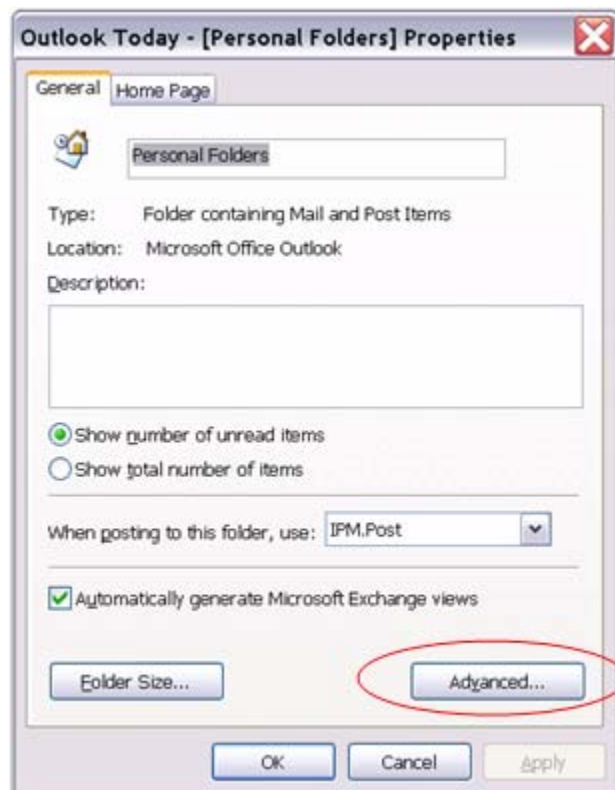 Outlook Today - [Personal Folders] Properties
General Home Page
Personal Folders
Type: Folder containing Mail and Post Items
Location: Microsoft Office Outlook
Description:
Show number of unread items
Show total number of items
When posting to this folder, use: IPM.Post
Automatically generate Microsoft Exchange views
Folder Size... Advanced...
OK Cancel Apply